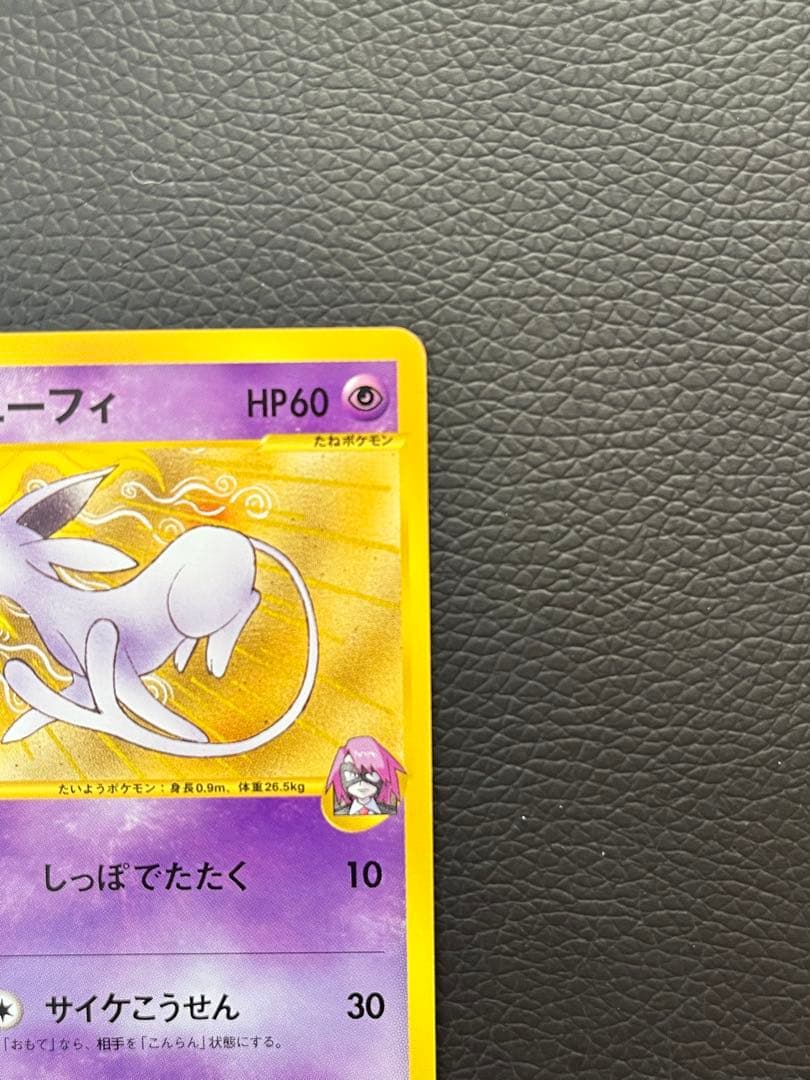 ーフィ HP60
たねポケモン
たいようポケモン：身長0.9m、体重26.5kg
しっぽでたたく 10
サイケこうせん 30
「おもて」なら、相手を「こんらん」状態にする。